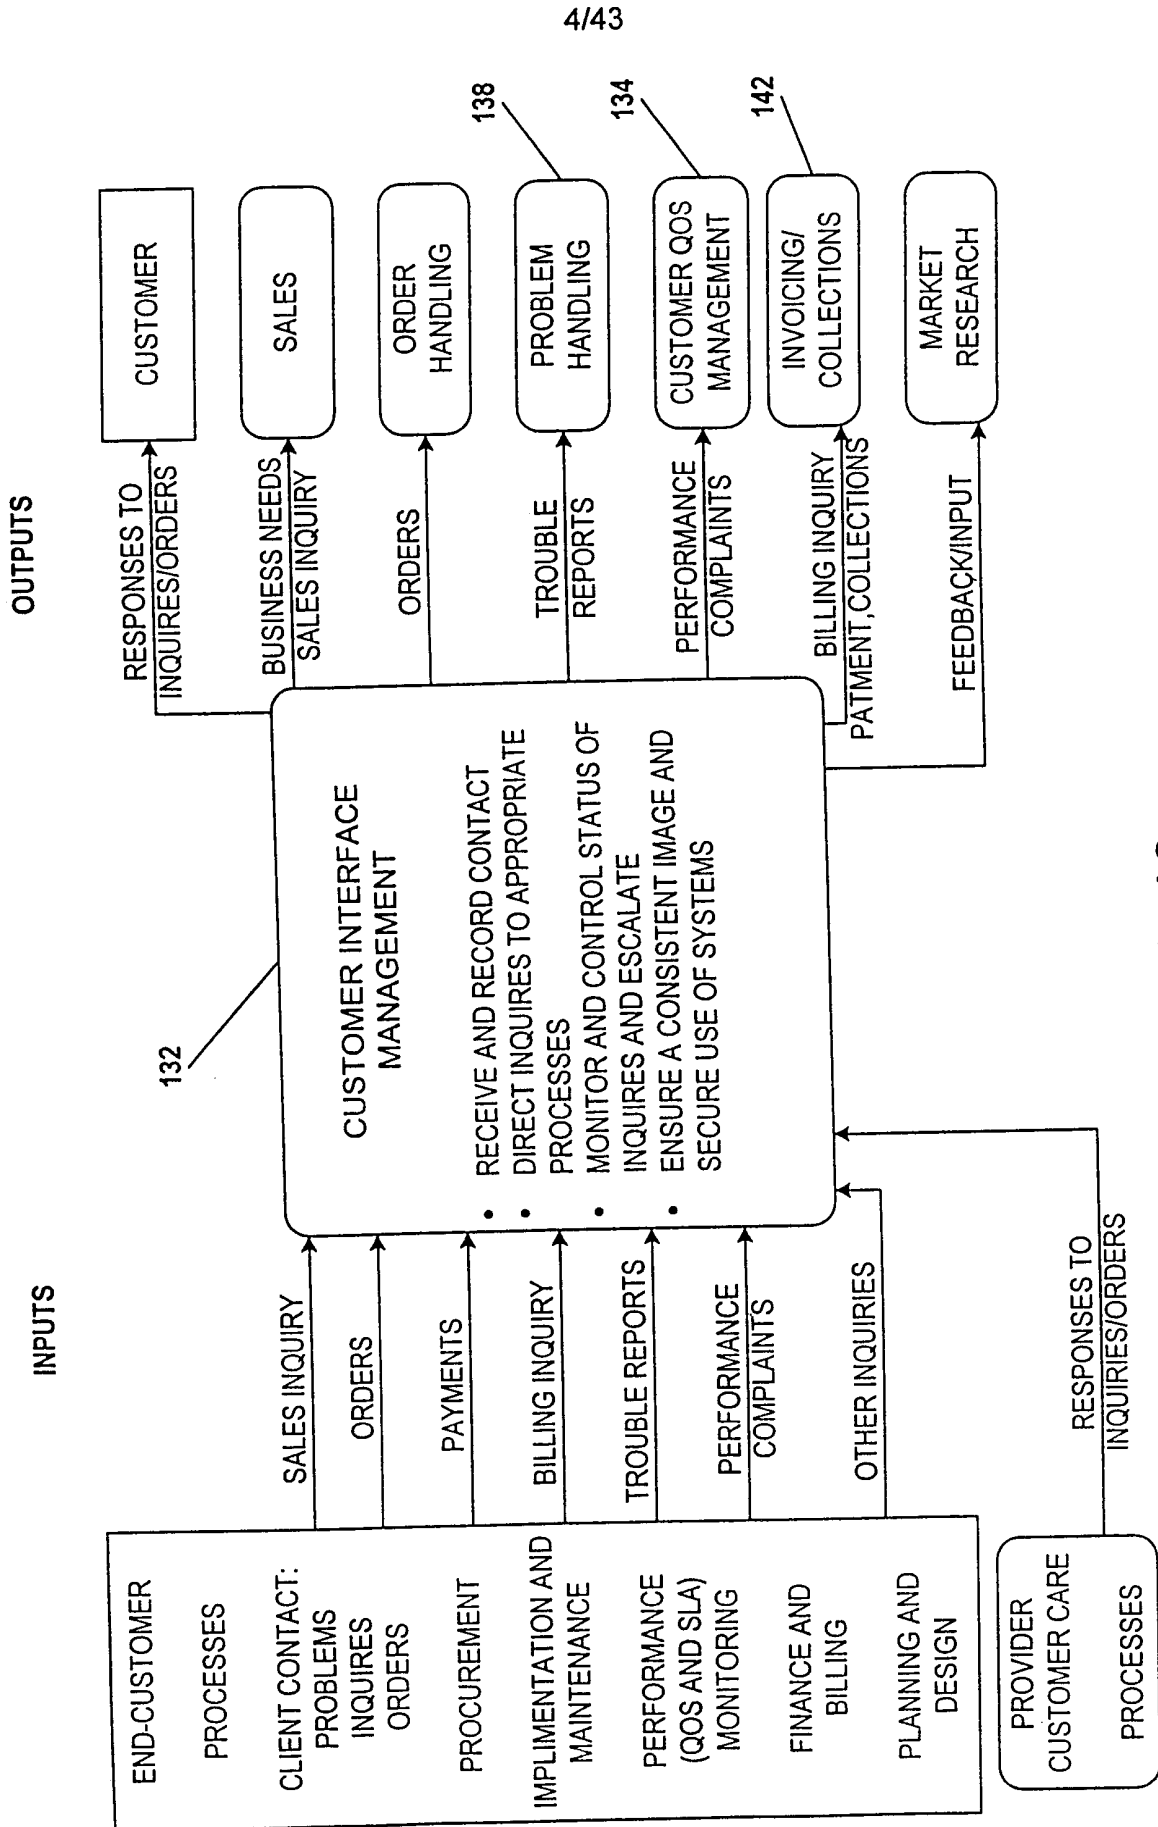 4/43
INPUTS
OUTPUTS
END-CUSTOMER
PROCESSES
CLIENT CONTACT:
PROBLEMS
INQUIRES
ORDERS
PROCUREMENT
IMPLIMENTATION AND
MAINTENANCE
PERFORMANCE
(QOS AND SLA)
MONITORING
FINANCE AND
BILLING
PLANNING AND
DESIGN
PROVIDER
CUSTOMER CARE
PROCESSES
SALES INQUIRY
ORDERS
PAYMENTS
BILLING INQUIRY
TROUBLE REPORTS
PERFORMANCE
COMPLAINTS
OTHER INQUIRIES
RESPONSES TO
INQUIRIES/ORDERS
132
CUSTOMER INTERFACE
MANAGEMENT
• RECEIVE AND RECORD CONTACT
• DIRECT INQUIRES TO APPROPRIATE
PROCESSES
• MONITOR AND CONTROL STATUS OF
INQUIRES AND ESCALATE
• ENSURE A CONSISTENT IMAGE AND
SECURE USE OF SYSTEMS
RESPONSES TO
INQUIRES/ORDERS
BUSINESS NEEDS
SALES INQUIRY
ORDERS
TROUBLE
REPORTS
PERFORMANCE
COMPLAINTS
BILLING INQUIRY
PATMENT,COLLECTIONS
FEEDBACK/INPUT
CUSTOMER
SALES
ORDER
HANDLING
PROBLEM
HANDLING
138
CUSTOMER QOS
MANAGEMENT
134
INVOICING/
COLLECTIONS
142
MARKET
RESEARCH